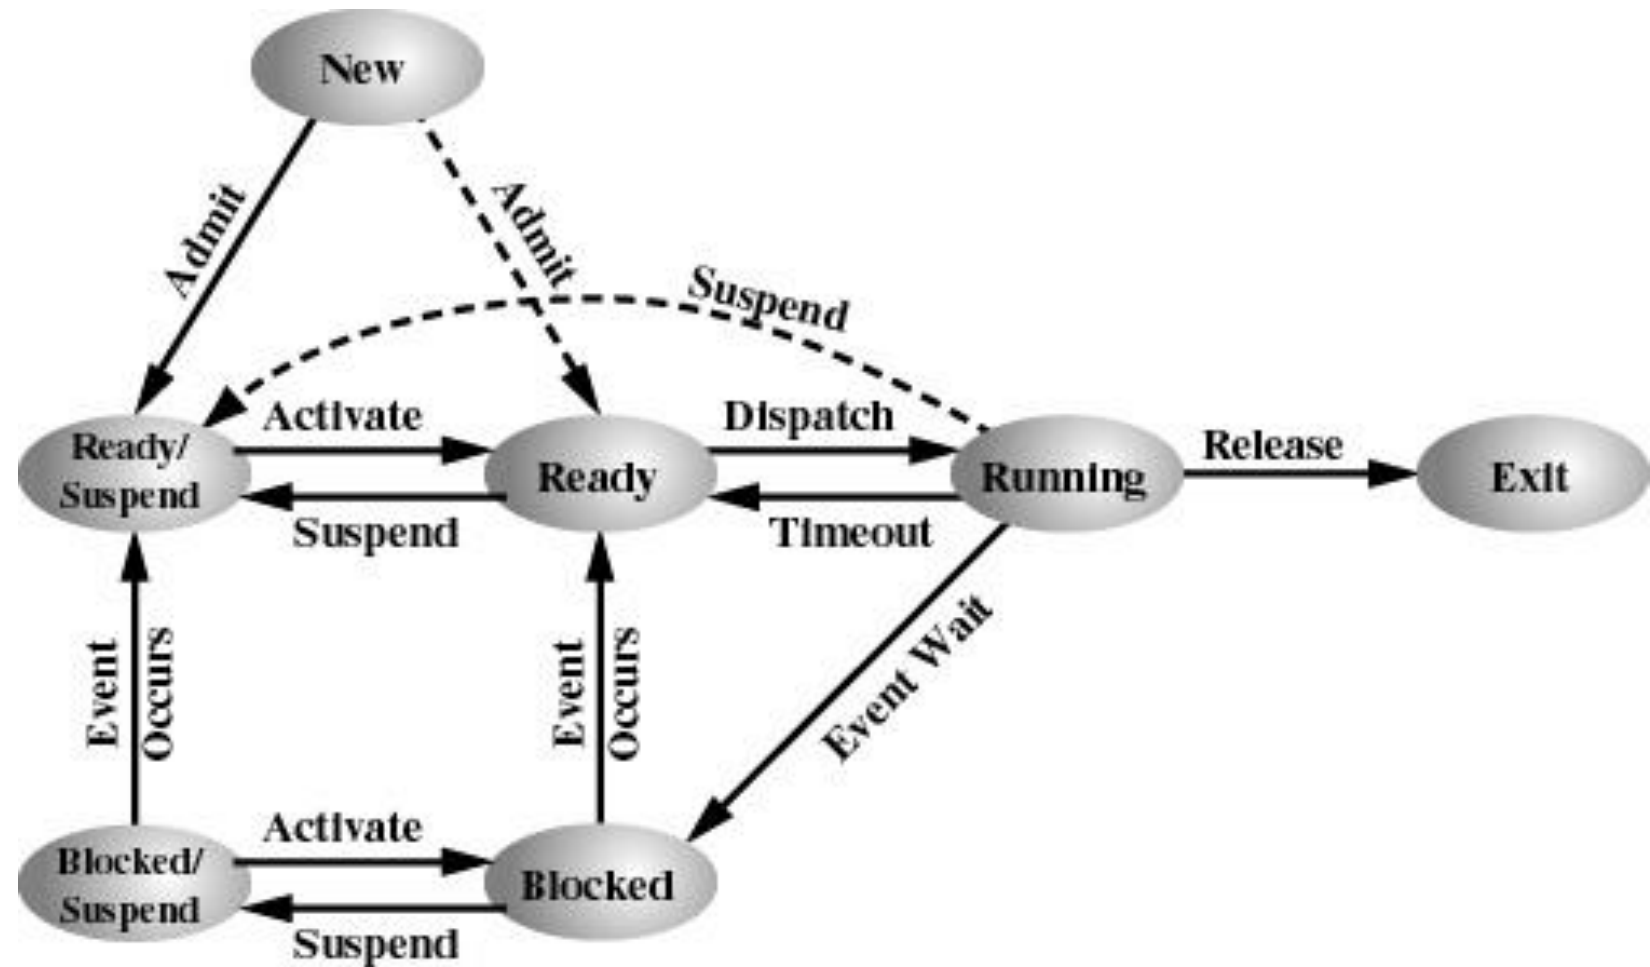 New
Admit
Admit
Suspend
Activate
Dispatch
Release
Ready/
Suspend
Ready
Running
Exit
Suspend
Timeout
Event
Occurs
Event
Occurs
Event Wait
Activate
Blocked/
Suspend
Blocked
Suspend